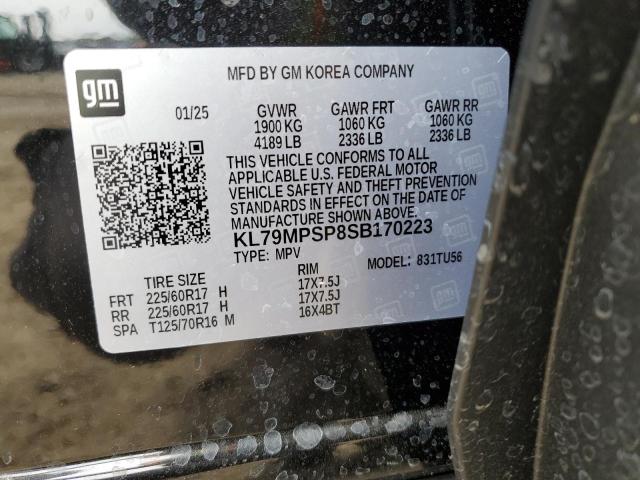 gm
MFD BY GM KOREA COMPANY
01/25 GVWR GAWR FRT GAWR RR
1900 KG 1060 KG 1060 KG
4189 LB 2336 LB 2336 LB
THIS VEHICLE CONFORMS TO ALL
APPLICABLE U.S. FEDERAL MOTOR
VEHICLE SAFETY AND THEFT PREVENTION
STANDARDS IN EFFECT ON THE DATE
OF MANUFACTURE SHOWN ABOVE.
KL79MPSP8SB170223
TYPE: MPV MODEL: 831TU56
TIRE SIZE RIM
FRT 225/60R17 H 17X7.5J
RR 225/60R17 H 17X7.5J
SPA T125/70R16 M 16X4BT